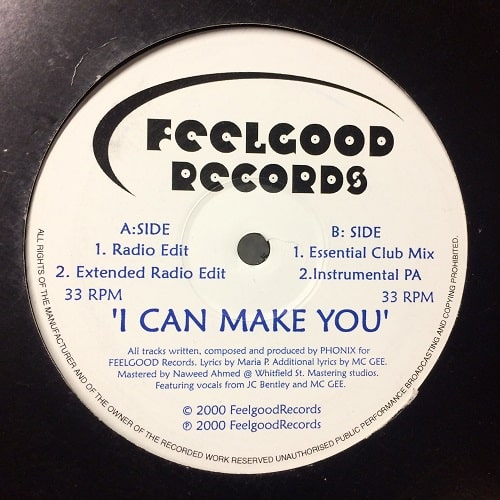 FEELGOOD
RECORDS
A:SIDE
1. Radio Edit
2. Extended Radio Edit
33 RPM
B: SIDE
1. Essential Club Mix
2.Instrumental PA
33 RPM
'I CAN MAKE YOU'
All tracks written, composed and produced by PHONIX for
FEELGOOD Records. Lyrics by Maria P. Additional lyrics by MC GEE.
Mastered by Naweed Ahmed @ Whitfield St. Mastering studios.
Featuring vocals from JC Bentley and MC GEE.
© 2000 FeelgoodRecords
℗ 2000 FeelgoodRecords
ALL RIGHTS OF THE MANUFACTURER AND OF THE OWNER OF THE RECORDED WORK RESERVED UNAUTHORISED PUBLIC PERFORMANCE BROADCASTING AND COPYING PROHIBITED.